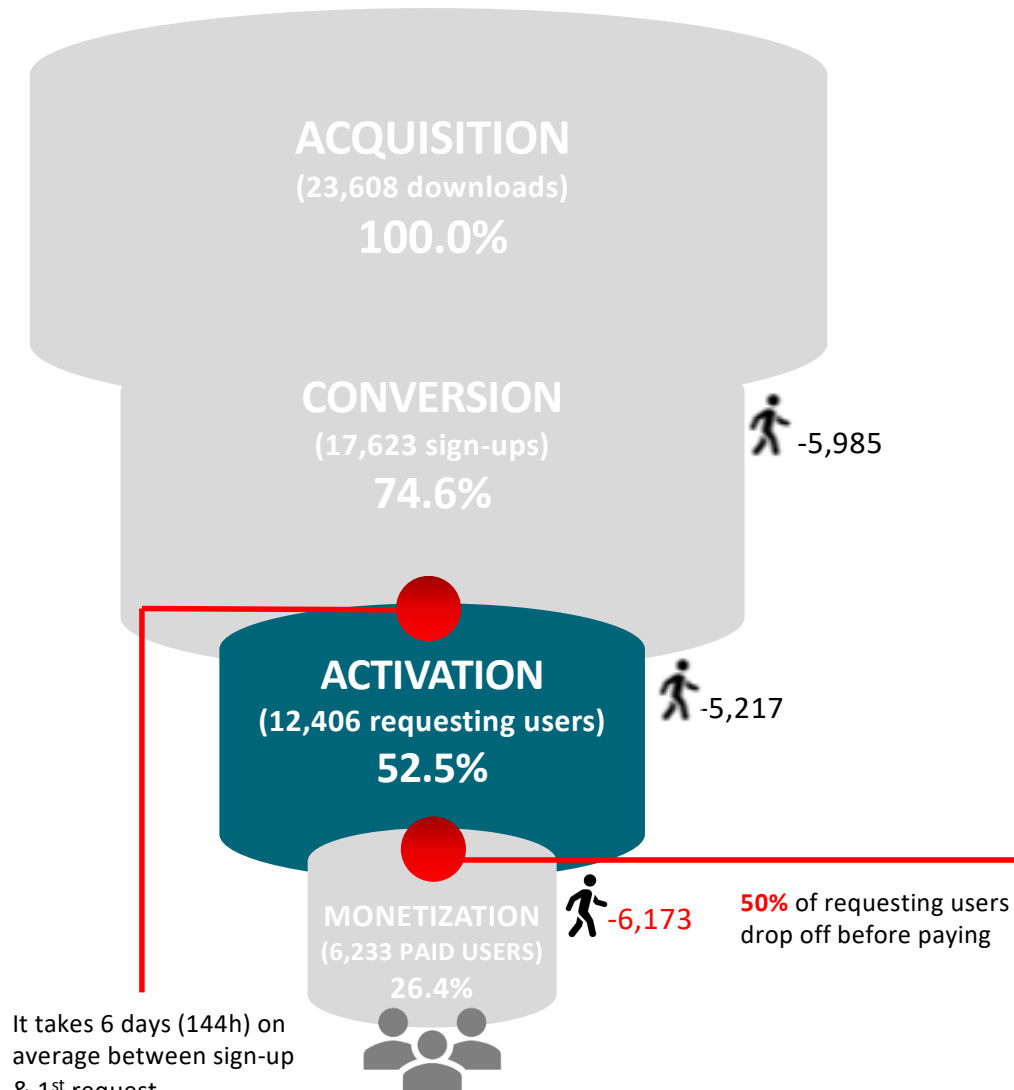 ACQUISITION
(23,608 downloads)
100.0%
CONVERSION
(17,623 sign-ups)
74.6%
-5,985
ACTIVATION
(12,406 requesting users)
52.5%
-5,217
MONETIZATION
(6,233 PAID USERS)
26.4%
-6,173
50% of requesting users
drop off before paying
It takes 6 days (144h) on
average between sign-up
& 1st request